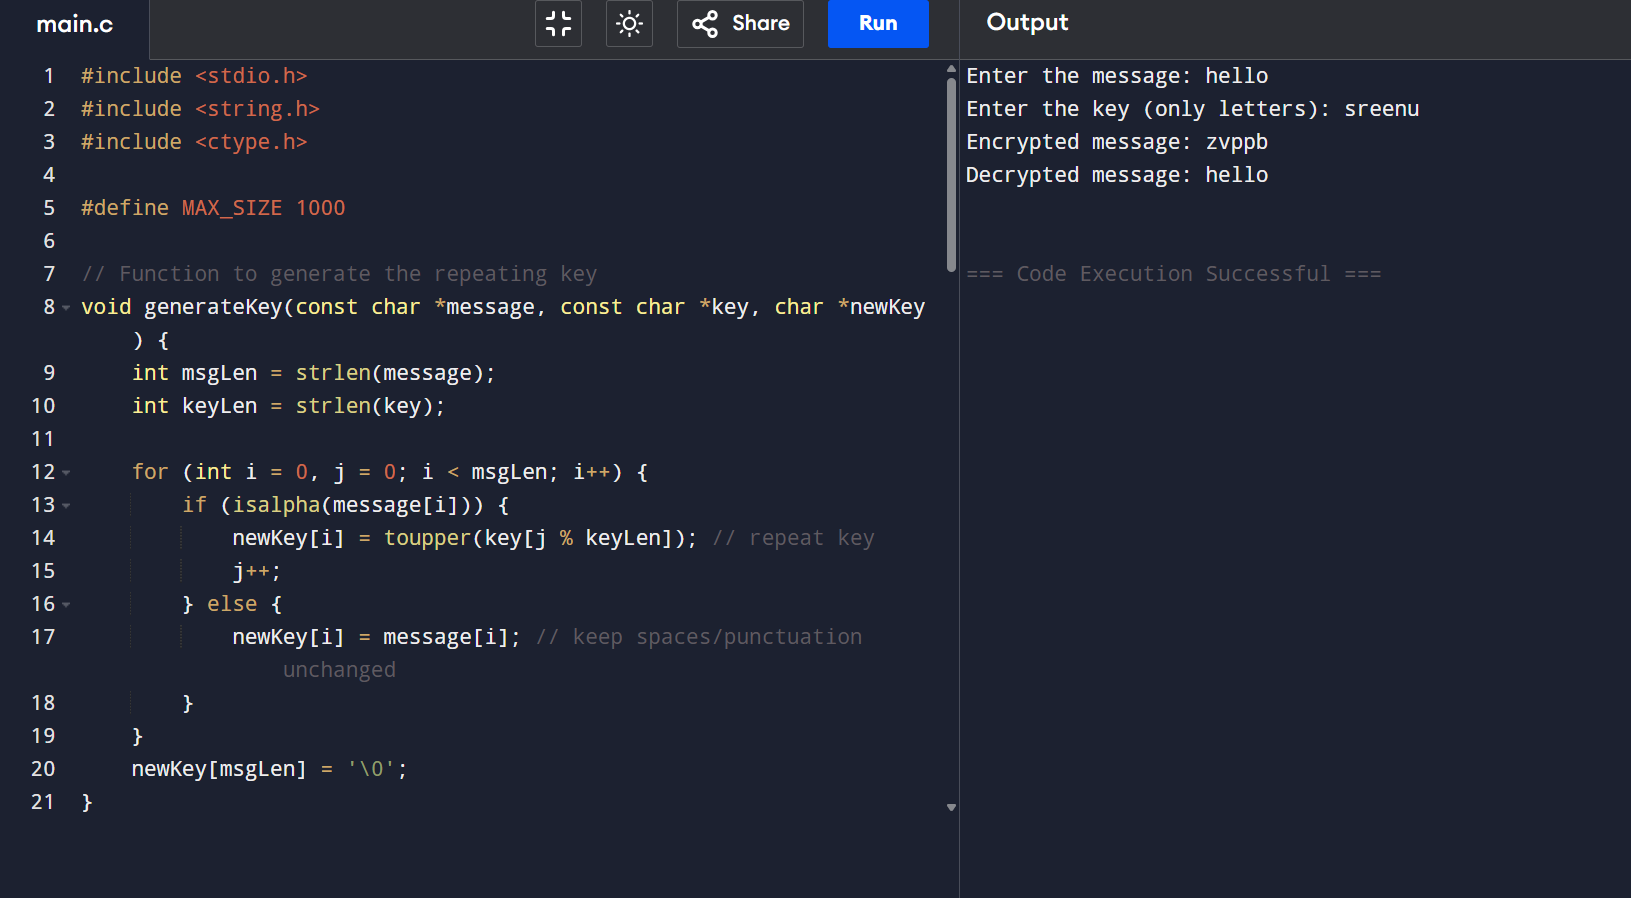 main.c
Share
Run
Output
1 #include <stdio.h>
2 #include <string.h>
3 #include <ctype.h>
4
5 #define MAX_SIZE 1000
6
7 // Function to generate the repeating key
8 void generateKey(const char *message, const char *key, char *newKey
) {
9     int msgLen = strlen(message);
10     int keyLen = strlen(key);
11
12     for (int i = 0, j = 0; i < msgLen; i++) {
13         if (isalpha(message[i])) {
14             newKey[i] = toupper(key[j % keyLen]); // repeat key
15             j++;
16         } else {
17             newKey[i] = message[i]; // keep spaces/punctuation
unchanged
18         }
19     }
20     newKey[msgLen] = '\0';
21 }
Enter the message: hello
Enter the key (only letters): sreenu
Encrypted message: zvppb
Decrypted message: hello
=== Code Execution Successful ===